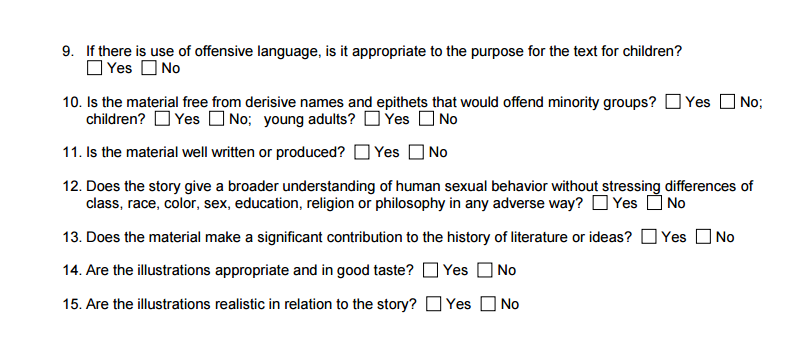 9. If there is use of offensive language, is it appropriate to the purpose for the text for children?
☐ Yes ☐ No
10. Is the material free from derisive names and epithets that would offend minority groups? ☐ Yes ☐ No;
children? ☐ Yes ☐ No; young adults? ☐ Yes ☐ No
11. Is the material well written or produced? ☐ Yes ☐ No
12. Does the story give a broader understanding of human sexual behavior without stressing differences of
class, race, color, sex, education, religion or philosophy in any adverse way? ☐ Yes ☐ No
13. Does the material make a significant contribution to the history of literature or ideas? ☐ Yes ☐ No
14. Are the illustrations appropriate and in good taste? ☐ Yes ☐ No
15. Are the illustrations realistic in relation to the story? ☐ Yes ☐ No